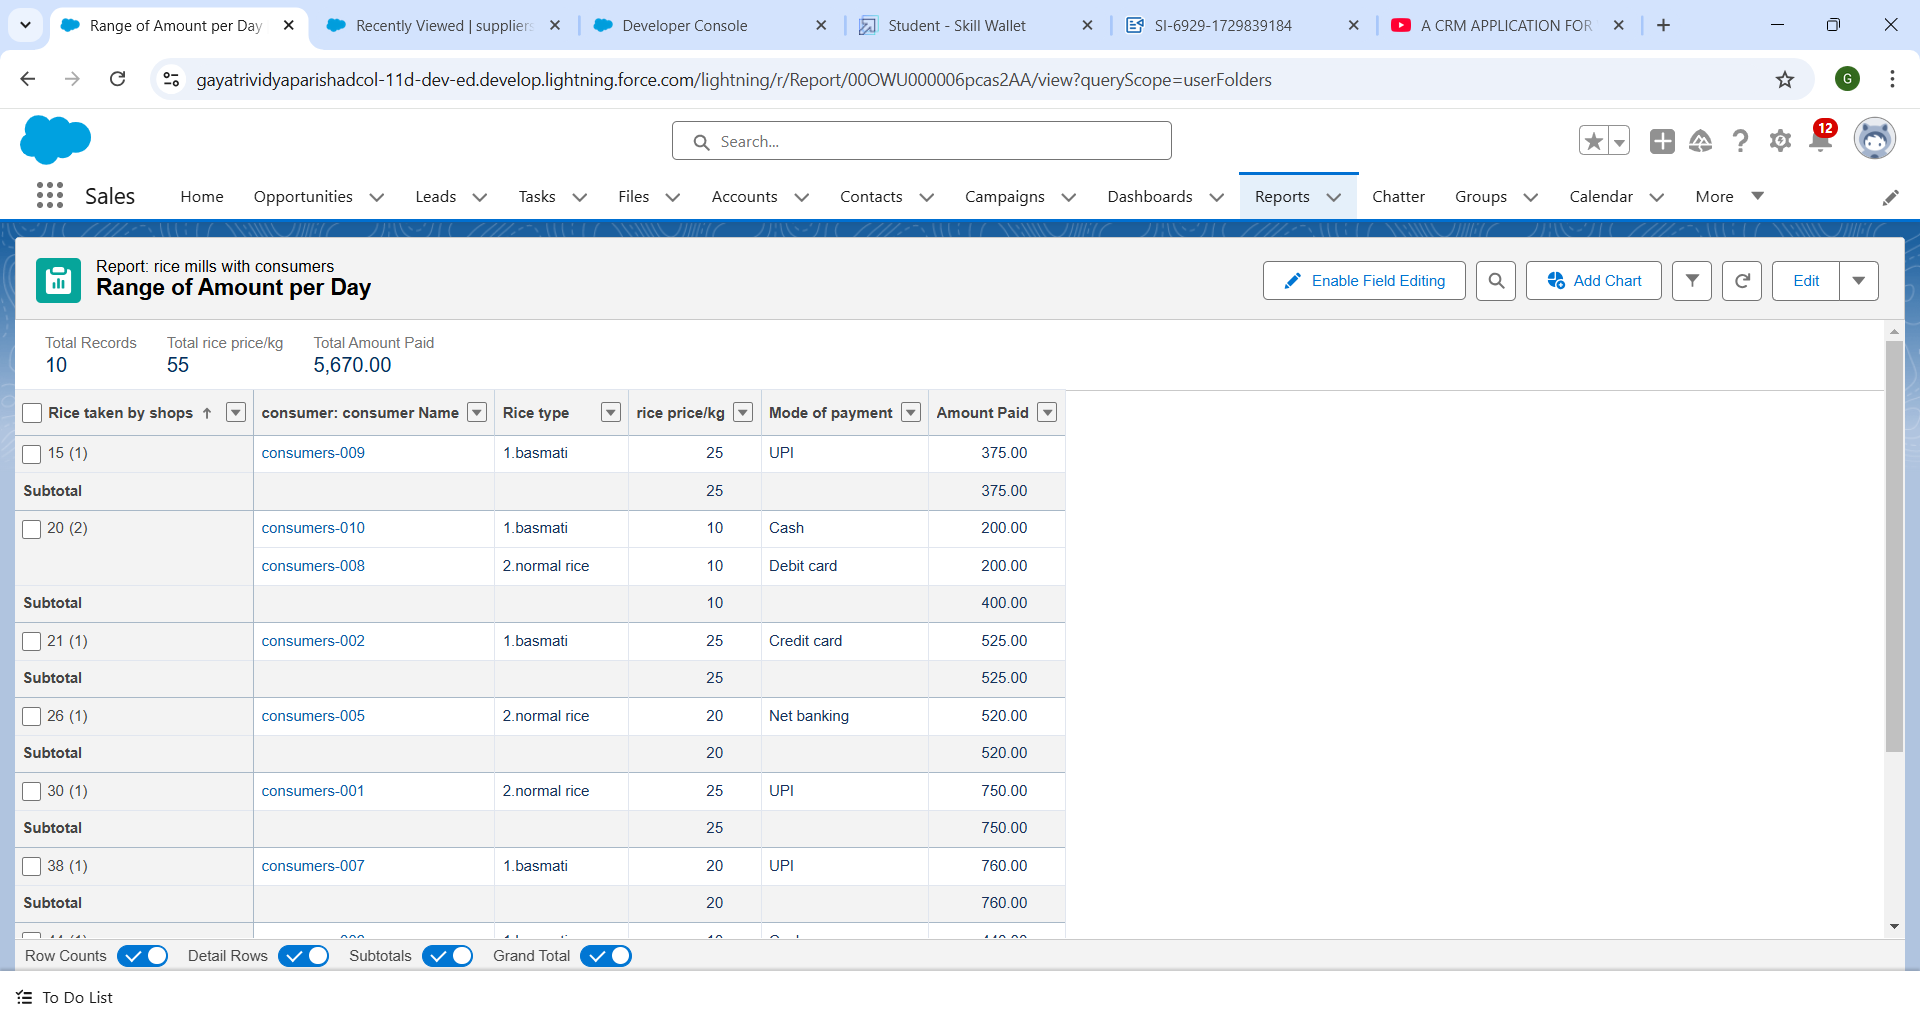 Range of Amount per Day
Recently Viewed | suppliers
Developer Console
Student - Skill Wallet
SI-6929-1729839184
A CRM APPLICATION FOR
gayatrividyaparishadcol-11d-dev-ed.develop.lightning.force.com/lightning/r/Report/00OWU000006pcas2AA/view?queryScope=userFolders
G
Search...
12
Sales
Home
Opportunities
Leads
Tasks
Files
Accounts
Contacts
Campaigns
Dashboards
Reports
Chatter
Groups
Calendar
More
Report: rice mills with consumers
Range of Amount per Day
Enable Field Editing
Add Chart
Edit
Total Records
Total rice price/kg
Total Amount Paid
10
55
5,670.00
Rice taken by shops ↑ consumer: consumer Name Rice type rice price/kg Mode of payment Amount Paid
15 (1) consumers-009 1.basmati 25 UPI 375.00
Subtotal 25 375.00
20 (2) consumers-010 1.basmati 10 Cash 200.00
consumers-008 2.normal rice 10 Debit card 200.00
Subtotal 10 400.00
21 (1) consumers-002 1.basmati 25 Credit card 525.00
Subtotal 25 525.00
26 (1) consumers-005 2.normal rice 20 Net banking 520.00
Subtotal 20 520.00
30 (1) consumers-001 2.normal rice 25 UPI 750.00
Subtotal 25 750.00
38 (1) consumers-007 1.basmati 20 UPI 760.00
Subtotal 20 760.00
Row Counts
Detail Rows
Subtotals
Grand Total
To Do List